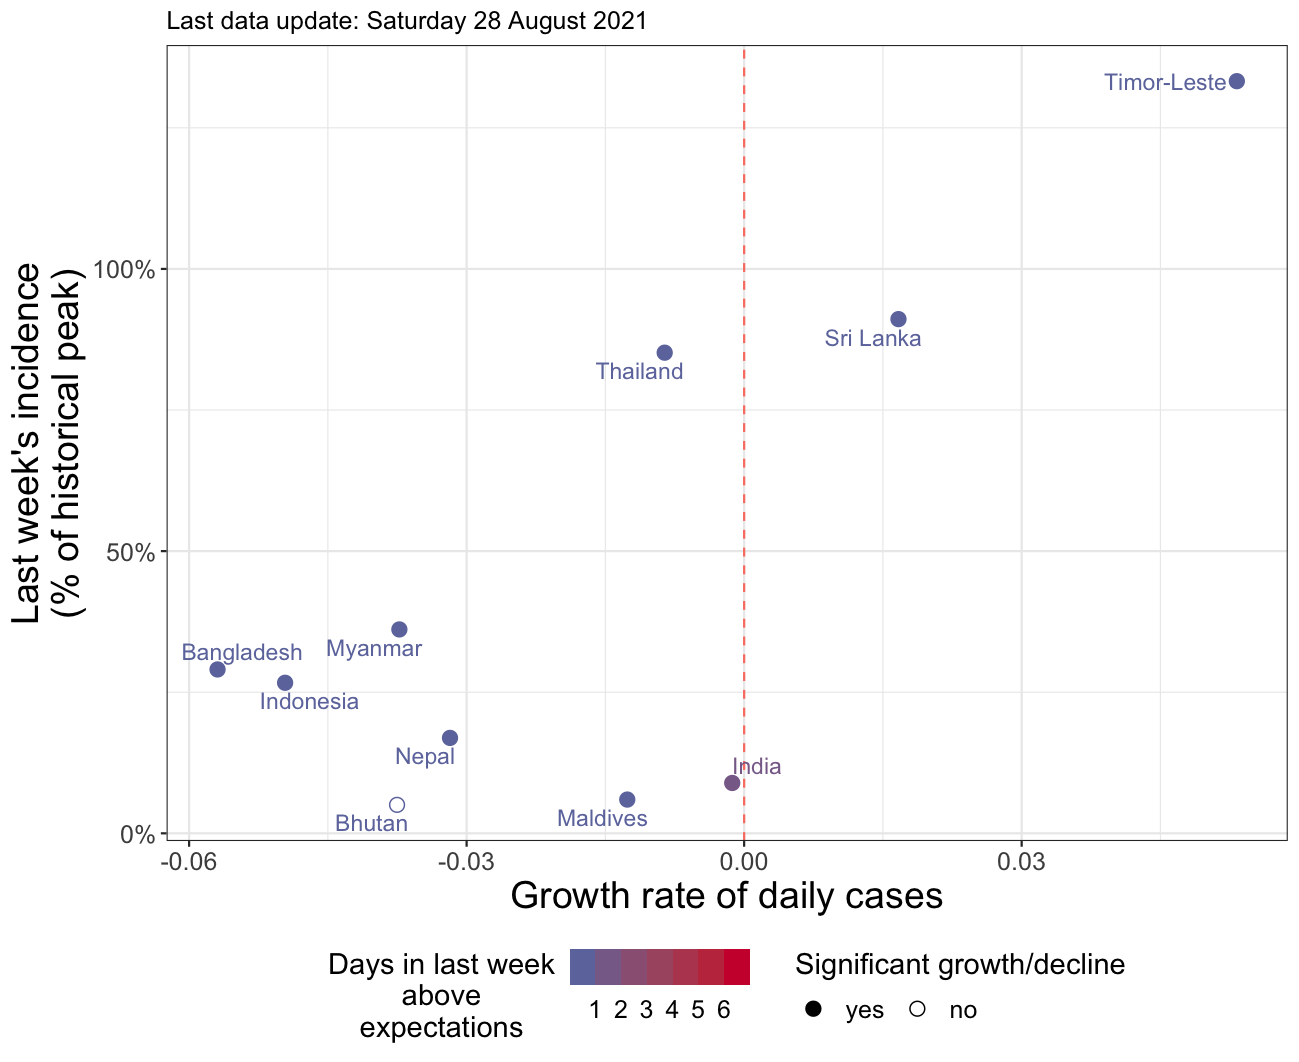 Last data update: Saturday 28 August 2021
Last week's incidence
(% of historical peak)
100%
50%
0%
Timor-Leste
Sri Lanka
Thailand
Bangladesh
Myanmar
Indonesia
Nepal
India
Bhutan
Maldives
-0.06 -0.03 0.00 0.03
Growth rate of daily cases
Days in last week
above
expectations
1 2 3 4 5 6
Significant growth/decline
yes no